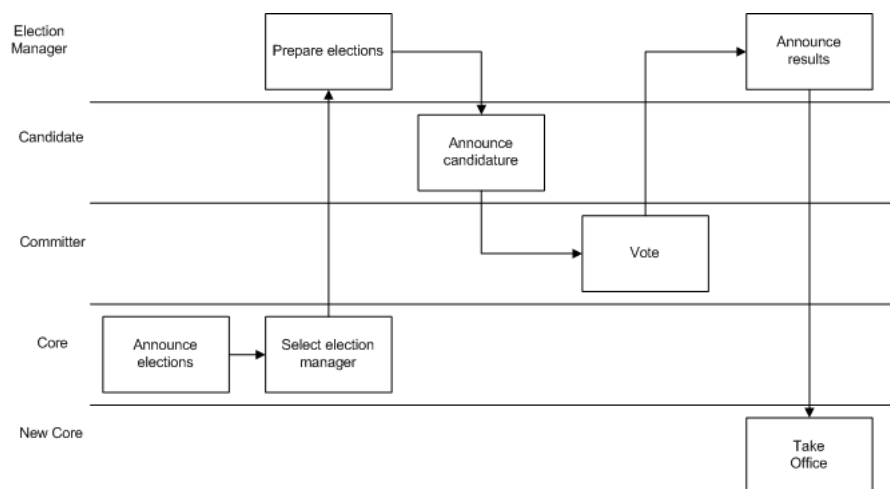 Election
Manager
Prepare elections
Announce
results
Candidate
Announce
candidature
Committer
Vote
Core
Announce
elections
Select election
manager
New Core
Take
Office